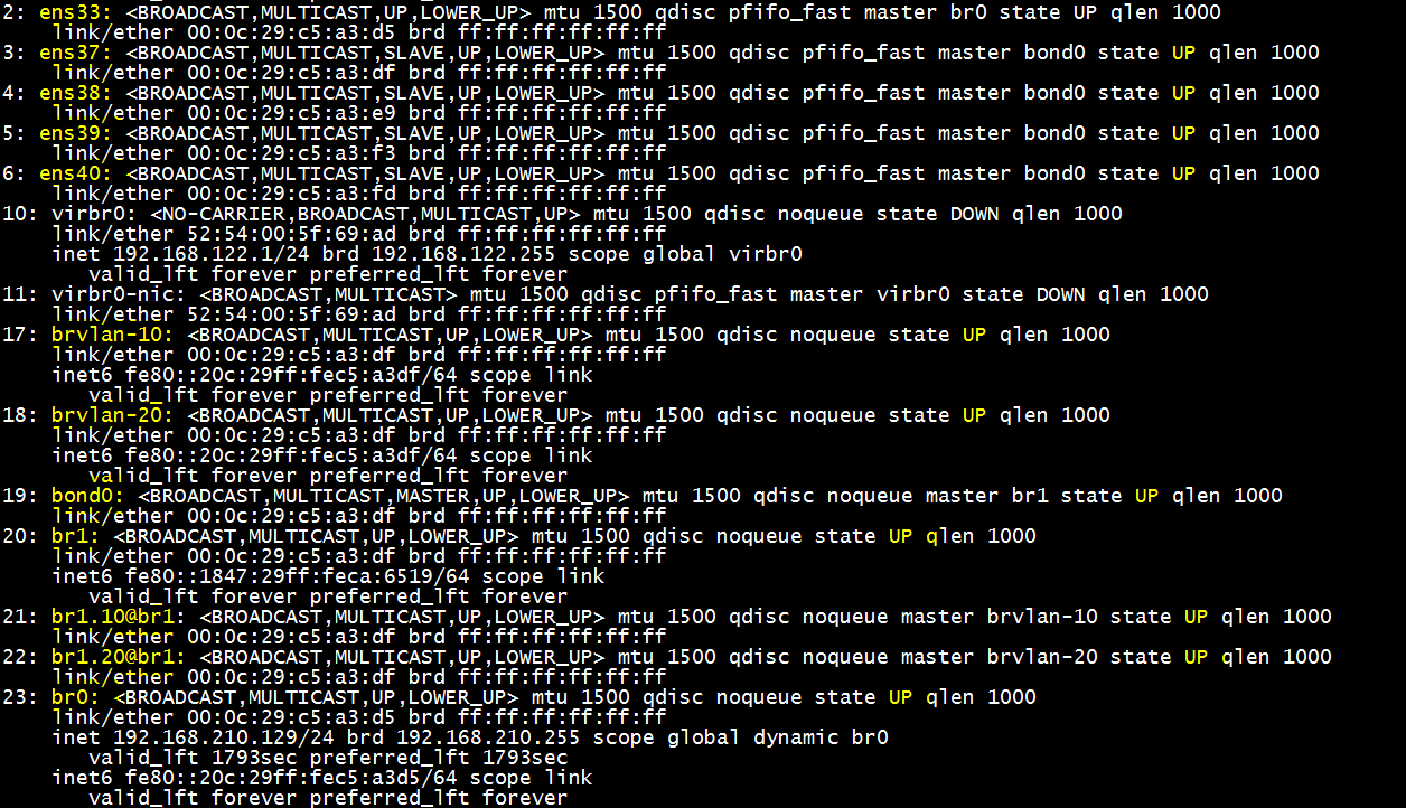 2: ens33: <BROADCAST,MULTICAST,UP,LOWER_UP> mtu 1500 qdisc pfifo_fast master br0 state UP qlen 1000
    link/ether 00:0c:29:c5:a3:d5 brd ff:ff:ff:ff:ff:ff
3: ens37: <BROADCAST,MULTICAST,SLAVE,UP,LOWER_UP> mtu 1500 qdisc pfifo_fast master bond0 state UP qlen 1000
    link/ether 00:0c:29:c5:a3:df brd ff:ff:ff:ff:ff:ff
4: ens38: <BROADCAST,MULTICAST,SLAVE,UP,LOWER_UP> mtu 1500 qdisc pfifo_fast master bond0 state UP qlen 1000
    link/ether 00:0c:29:c5:a3:e9 brd ff:ff:ff:ff:ff:ff
5: ens39: <BROADCAST,MULTICAST,SLAVE,UP,LOWER_UP> mtu 1500 qdisc pfifo_fast master bond0 state UP qlen 1000
    link/ether 00:0c:29:c5:a3:f3 brd ff:ff:ff:ff:ff:ff
6: ens40: <BROADCAST,MULTICAST,SLAVE,UP,LOWER_UP> mtu 1500 qdisc pfifo_fast master bond0 state UP qlen 1000
    link/ether 00:0c:29:c5:a3:fd brd ff:ff:ff:ff:ff:ff
10: virbr0: <NO-CARRIER,BROADCAST,MULTICAST,UP> mtu 1500 qdisc noqueue state DOWN qlen 1000
    link/ether 52:54:00:5f:69:ad brd ff:ff:ff:ff:ff:ff
    inet 192.168.122.1/24 brd 192.168.122.255 scope global virbr0
       valid_lft forever preferred_lft forever
11: virbr0-nic: <BROADCAST,MULTICAST> mtu 1500 qdisc pfifo_fast master virbr0 state DOWN qlen 1000
    link/ether 52:54:00:5f:69:ad brd ff:ff:ff:ff:ff:ff
17: brvlan-10: <BROADCAST,MULTICAST,UP,LOWER_UP> mtu 1500 qdisc noqueue state UP qlen 1000
    link/ether 00:0c:29:c5:a3:df brd ff:ff:ff:ff:ff:ff
    inet6 fe80::20c:29ff:fec5:a3df/64 scope link
       valid_lft forever preferred_lft forever
18: brvlan-20: <BROADCAST,MULTICAST,UP,LOWER_UP> mtu 1500 qdisc noqueue state UP qlen 1000
    link/ether 00:0c:29:c5:a3:df brd ff:ff:ff:ff:ff:ff
    inet6 fe80::20c:29ff:fec5:a3df/64 scope link
       valid_lft forever preferred_lft forever
19: bond0: <BROADCAST,MULTICAST,MASTER,UP,LOWER_UP> mtu 1500 qdisc noqueue master br1 state UP qlen 1000
    link/ether 00:0c:29:c5:a3:df brd ff:ff:ff:ff:ff:ff
20: br1: <BROADCAST,MULTICAST,UP,LOWER_UP> mtu 1500 qdisc noqueue state UP qlen 1000
    link/ether 00:0c:29:c5:a3:df brd ff:ff:ff:ff:ff:ff
    inet6 fe80::1847:29ff:feca:6519/64 scope link
       valid_lft forever preferred_lft forever
21: br1.10@br1: <BROADCAST,MULTICAST,UP,LOWER_UP> mtu 1500 qdisc noqueue master brvlan-10 state UP qlen 1000
    link/ether 00:0c:29:c5:a3:df brd ff:ff:ff:ff:ff:ff
22: br1.20@br1: <BROADCAST,MULTICAST,UP,LOWER_UP> mtu 1500 qdisc noqueue master brvlan-20 state UP qlen 1000
    link/ether 00:0c:29:c5:a3:df brd ff:ff:ff:ff:ff:ff
23: br0: <BROADCAST,MULTICAST,UP,LOWER_UP> mtu 1500 qdisc noqueue state UP qlen 1000
    link/ether 00:0c:29:c5:a3:d5 brd ff:ff:ff:ff:ff:ff
    inet 192.168.210.129/24 brd 192.168.210.255 scope global dynamic br0
       valid_lft 1793sec preferred_lft 1793sec
    inet6 fe80::20c:29ff:fec5:a3d5/64 scope link
       valid_lft forever preferred_lft forever